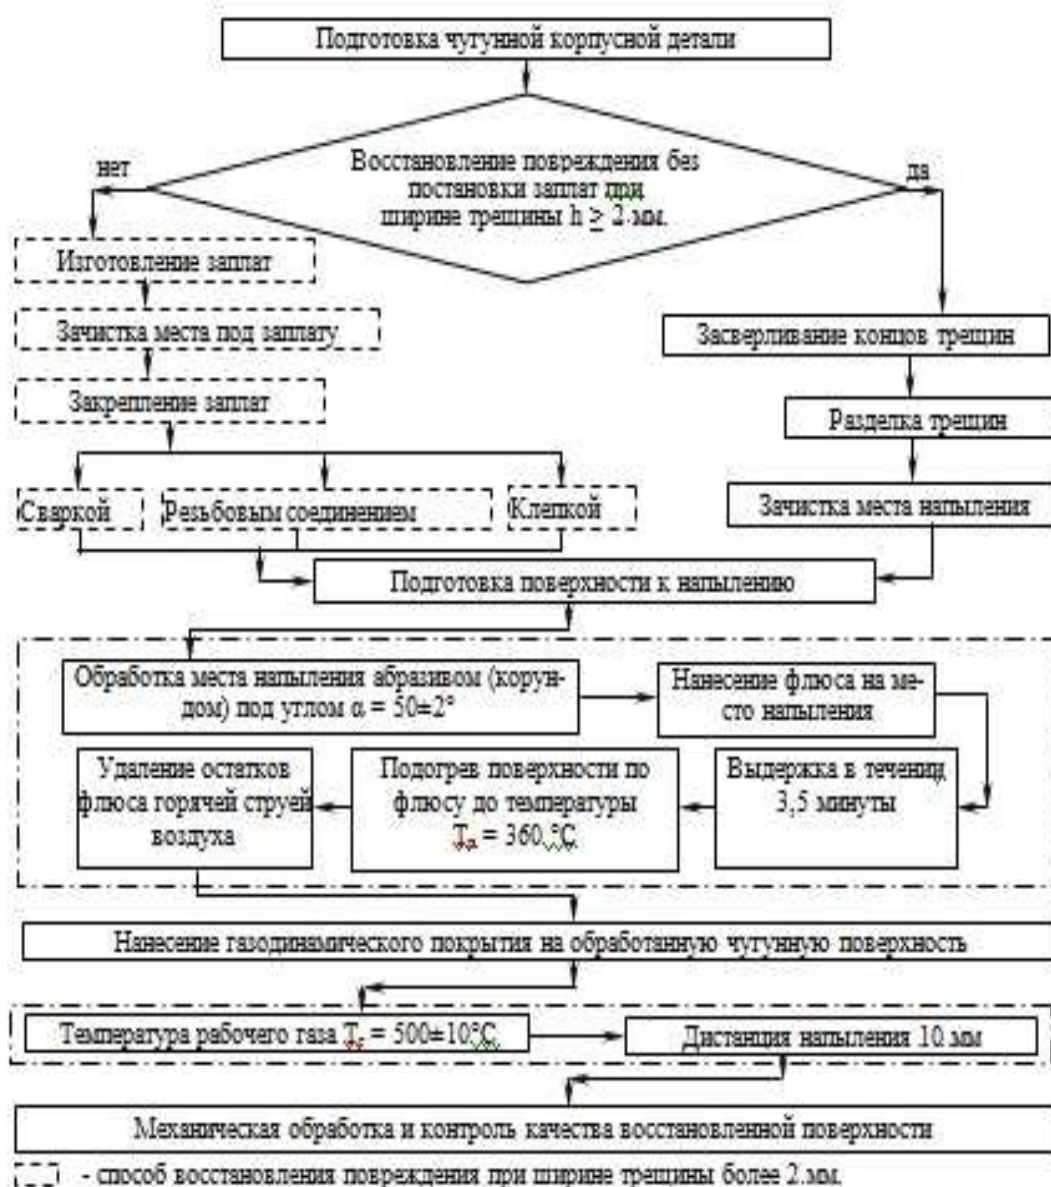 Подготовка чугунной корпусной детали
нет
Восстановление повреждения без
постановки заплат при
ширине трещины h ≥ 2 мм.
да
Изготовление заплат
Зачистка места под заплату
Закрепление заплат
Сваркой
Резьбовым соединением
Клепкой
Засверливание концов трещин
Разделка трещин
Зачистка места напыления
Подготовка поверхности к напылению
Обработка места напыления абразивом (корун-
дом) под углом α = 50±2°
Нанесение флюса на ме-
сто напыления
Выдержка в течении
3,5 минуты
Подогрев поверхности по
флюсу до температуры
Tп = 360 °C
Удаление остатков
флюса горячей струей
воздуха
Нанесение газодинамического покрытия на обработанную чугунную поверхность
Температура рабочего газа Tг = 500±10°C
Дистанция напыления 10 мм
Механическая обработка и контроль качества восстановленной поверхности
- способ восстановления повреждения при ширине трещины более 2 мм.